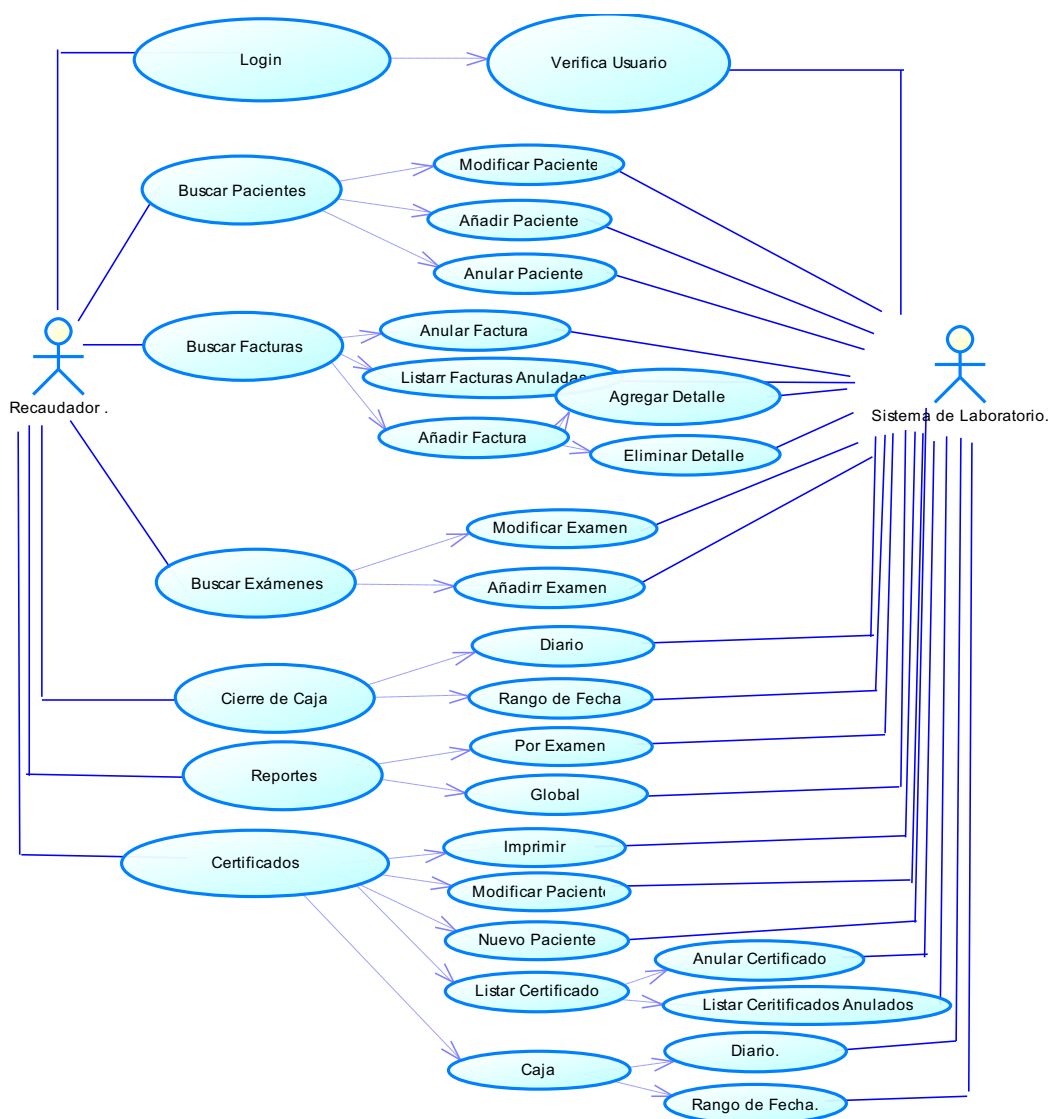 Login
Verifica Usuario
Modificar Paciente
Buscar Pacientes
Añadir Paciente
Anular Paciente
Anular Factura
Buscar Facturas
Listarr Facturas Anuladas
Agregar Detalle
Recaudador .
Sistema de Laboratorio.
Añadir Factura
Eliminar Detalle
Modificar Examen
Buscar Exámenes
Añadirr Examen
Diario
Cierre de Caja
Rango de Fecha
Por Examen
Reportes
Global
Imprimir
Certificados
Modificar Paciente
Nuevo Paciente
Anular Certificado
Listar Certificado
Listar Ceritificados Anulados
Diario.
Caja
Rango de Fecha.